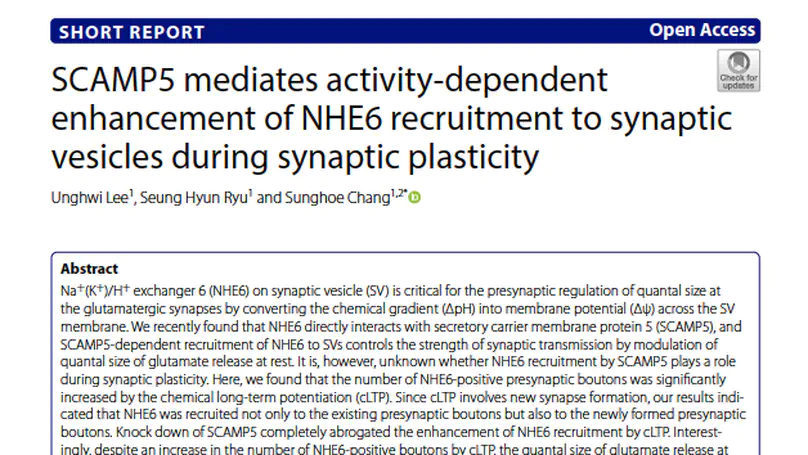 SHORT REPORT
Open Access
Check for
updates
SCAMP5 mediates activity-dependent
enhancement of NHE6 recruitment to synaptic
vesicles during synaptic plasticity
Unghwi Lee1, Seung Hyun Ryu1 and Sunghoe Chang1,2* iD
Abstract
Na+(K+)/H+ exchanger 6 (NHE6) on synaptic vesicle (SV) is critical for the presynaptic regulation of quantal size at
the glutamatergic synapses by converting the chemical gradient (ΔpH) into membrane potential (Δψ) across the SV
membrane. We recently found that NHE6 directly interacts with secretory carrier membrane protein 5 (SCAMP5), and
SCAMP5-dependent recruitment of NHE6 to SVs controls the strength of synaptic transmission by modulation of
quantal size of glutamate release at rest. It is, however, unknown whether NHE6 recruitment by SCAMP5 plays a role
during synaptic plasticity. Here, we found that the number of NHE6-positive presynaptic boutons was significantly
increased by the chemical long-term potentiation (cLTP). Since cLTP involves new synapse formation, our results indi-
cated that NHE6 was recruited not only to the existing presynaptic boutons but also to the newly formed presynaptic
boutons. Knock down of SCAMP5 completely abrogated the enhancement of NHE6 recruitment by cLTP. Interest-
ingly, despite an increase in the number of NHE6-positive boutons by cLTP, the quantal size of glutamate release at